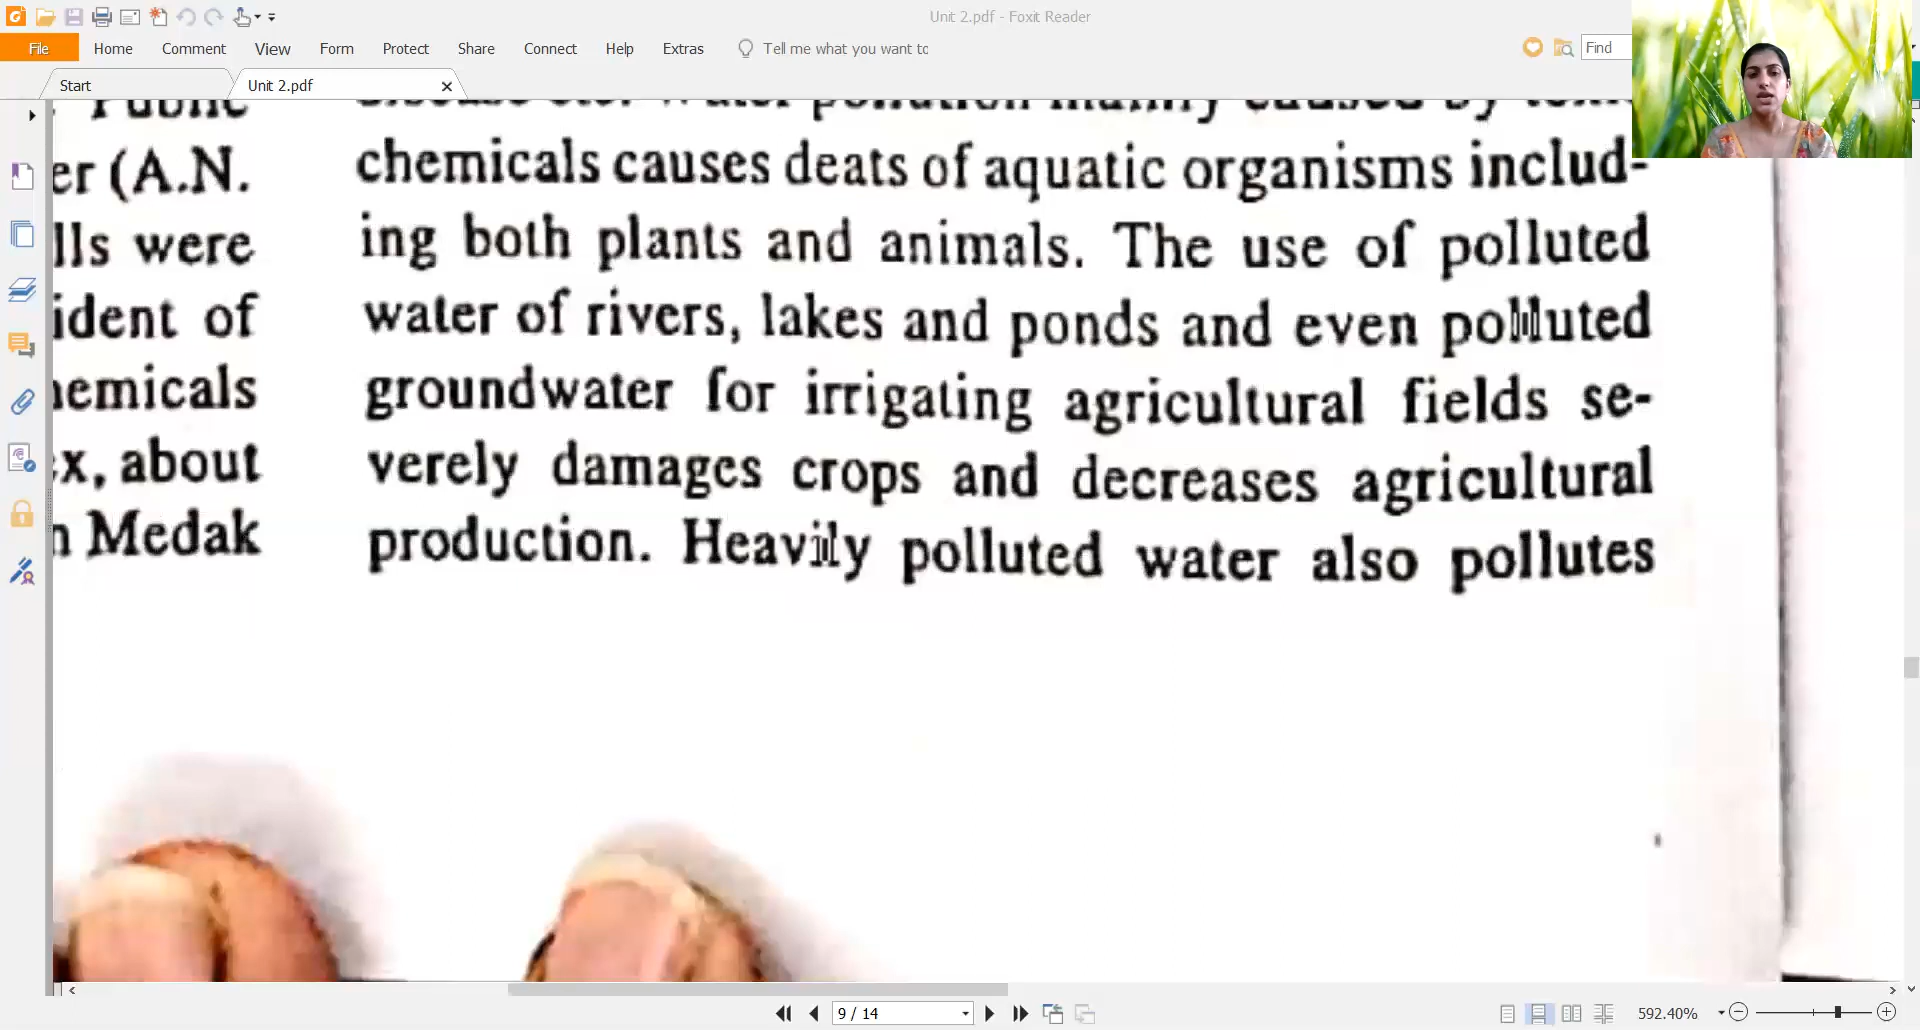 Unit 2.pdf - Foxit Reader
File Home Comment View Form Protect Share Connect Help Extras Tell me what you want to Find
Start Unit 2.pdf
er (A.N.
lls were
ident of
hemicals
x, about
n Medak
chemicals causes deats of aquatic organisms includ-
ing both plants and animals. The use of polluted
water of rivers, lakes and ponds and even polluted
groundwater for irrigating agricultural fields se-
verely damages crops and decreases agricultural
production. Heavily polluted water also pollutes
9 / 14
592.40%